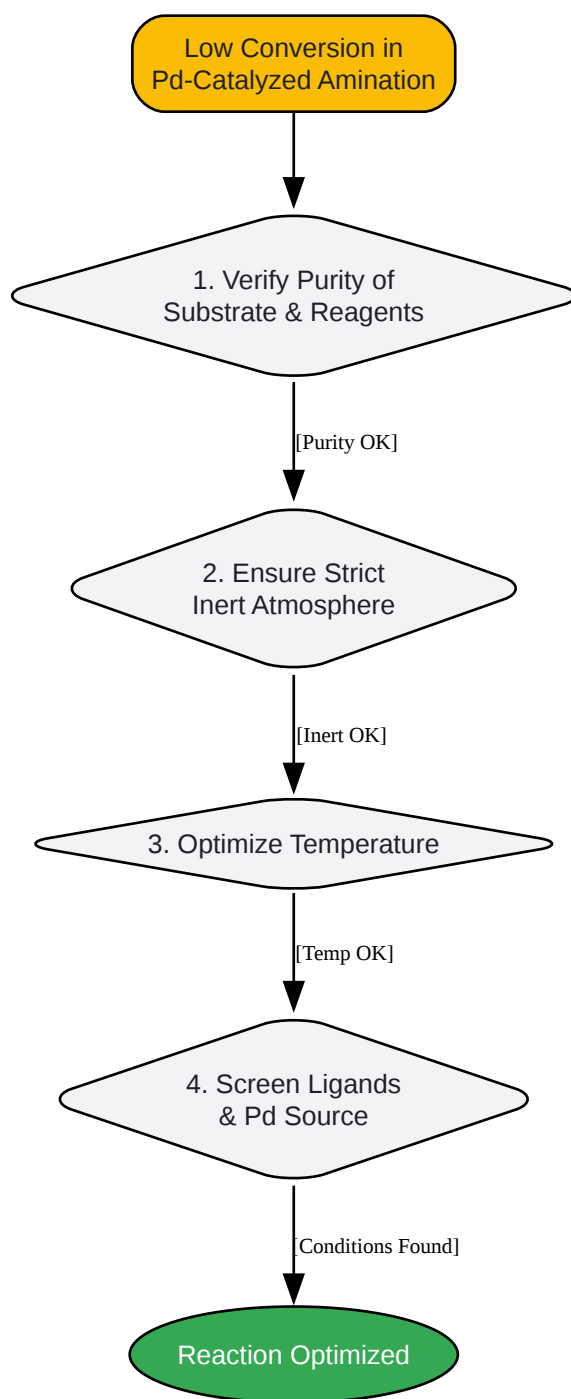 Low Conversion in
Pd-Catalyzed Amination
1. Verify Purity of
Substrate & Reagents
[Purity OK]
2. Ensure Strict
Inert Atmosphere
[Inert OK]
3. Optimize Temperature
[Temp OK]
4. Screen Ligands
& Pd Source
[Conditions Found]
Reaction Optimized